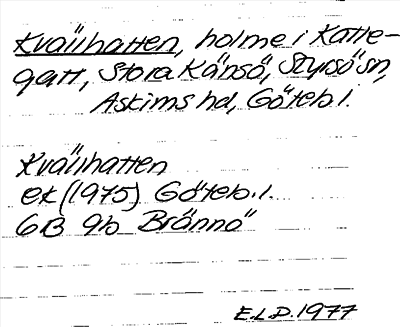 Kvällhatten, holme i Katte-
gatt, Stora Känsö, Styrsö sn,
Askims hd, Göteb. l.
Kvällhatten
ek (1975) Göteb. l.
6B 9b Brännö
E.L.D. 1977